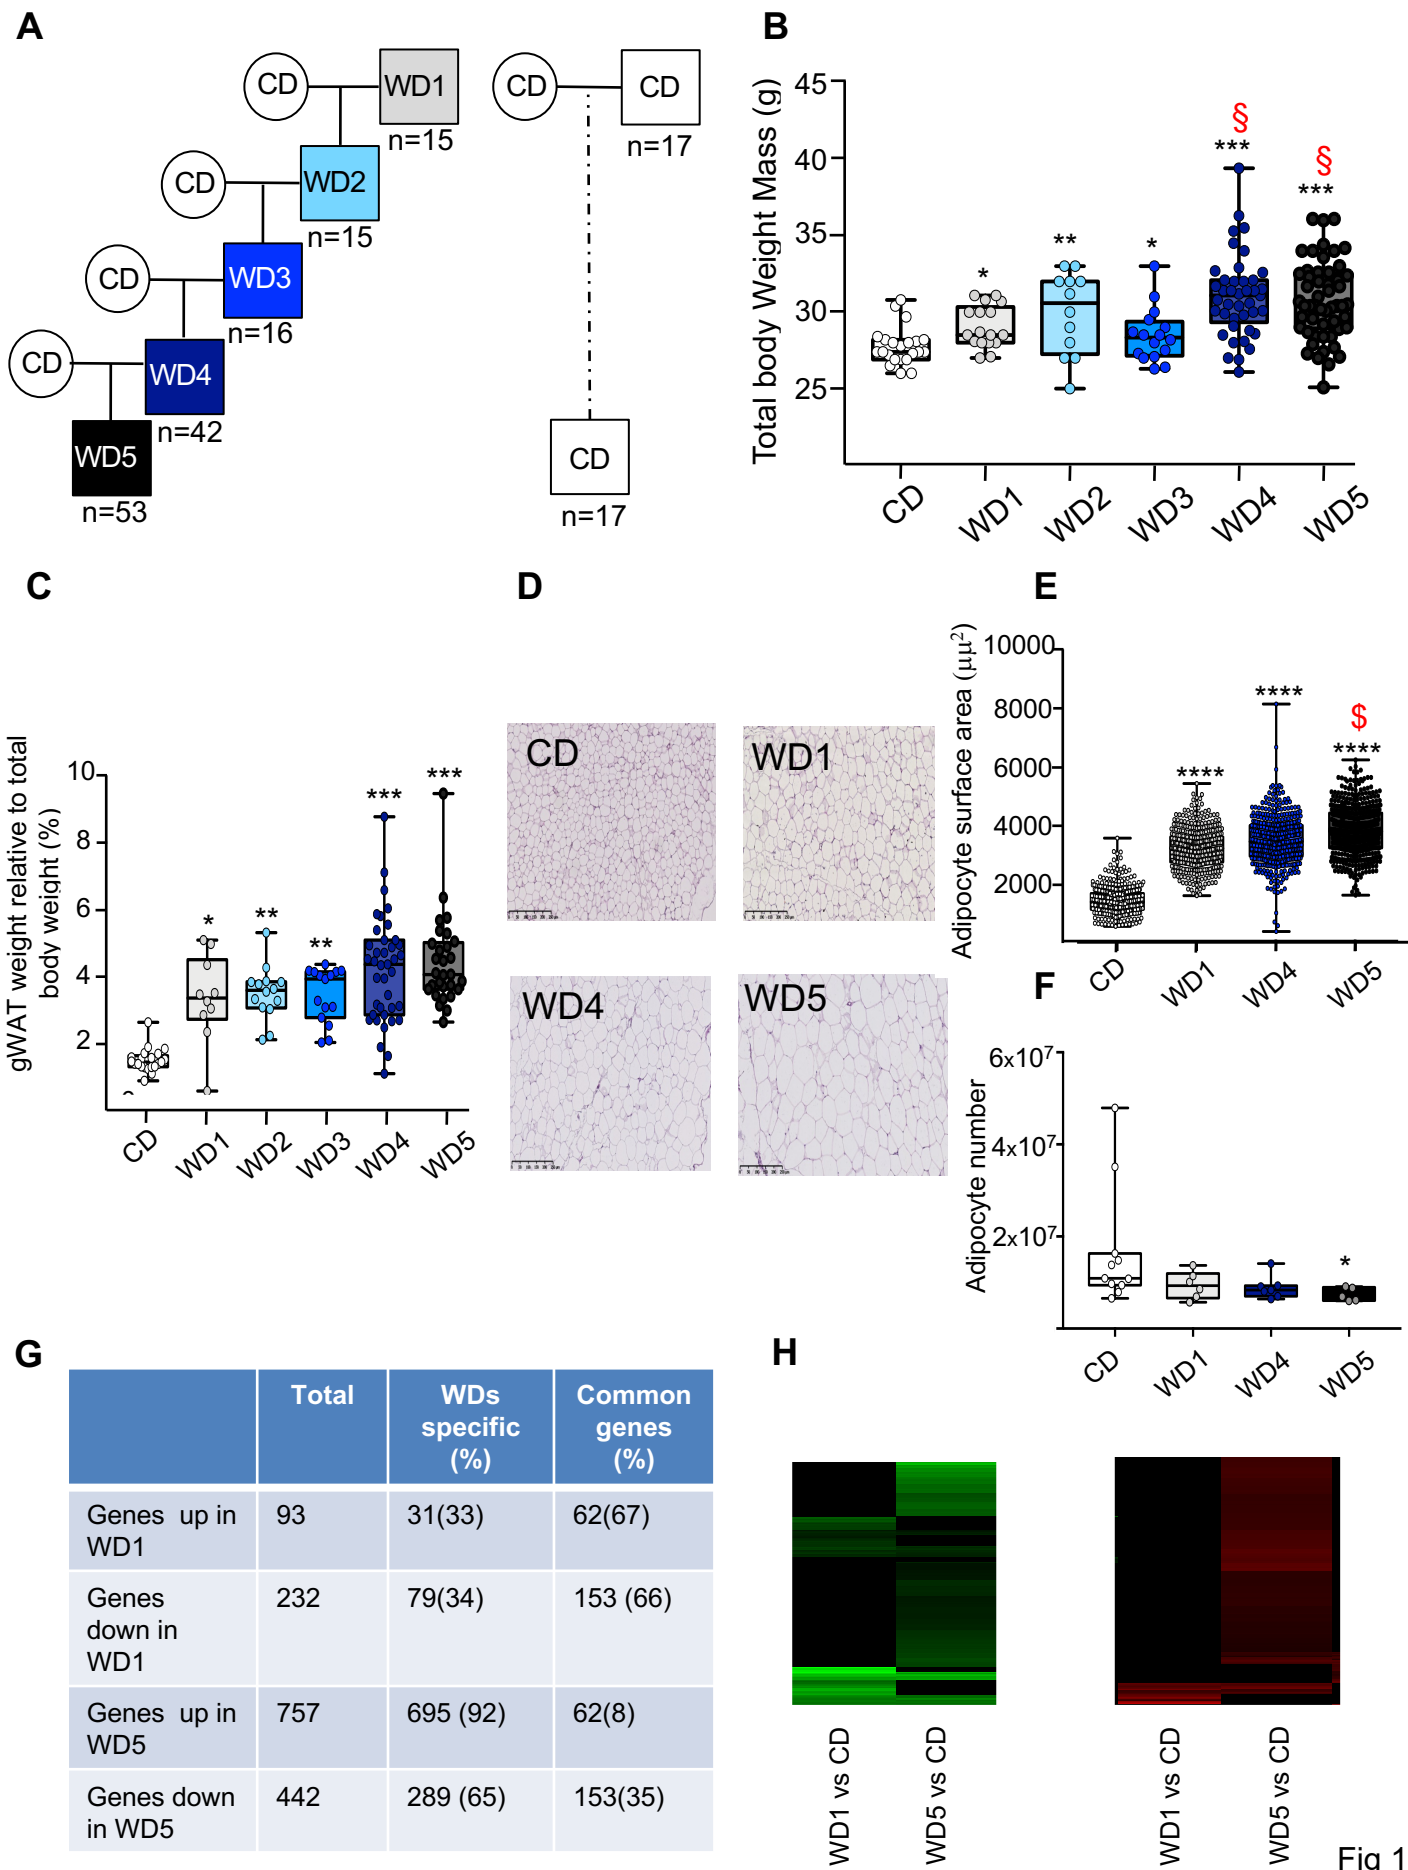 A
CD
WD1
n=15
CD
CD
n=17
CD
WD2
n=15
CD
WD3
n=16
CD
WD4
n=42
CD
WD5
n=53
CD
n=17
B
Total body Weight Mass (g)
45
40
35
30
25
*
**
*
***
§
***
§
CD
WD1
WD2
WD3
WD4
WD5
C
gWAT weight relative to total
body weight (%)
10
8
6
4
2
*
**
**
***
***
CD
WD1
WD2
WD3
WD4
WD5
D
CD
WD1
WD4
WD5
E
Adipocyte surface area (μμ²)
10000
8000
6000
4000
2000
****
****
****
$
CD
WD1
WD4
WD5
F
Adipocyte number
6x10⁷
4x10⁷
2x10⁷
*
CD
WD1
WD4
WD5
G
Total
WDs
specific
(%)
Common
genes
(%)
Genes up in
WD1
93
31(33)
62(67)
Genes
down in
WD1
232
79(34)
153 (66)
Genes up in
WD5
757
695 (92)
62(8)
Genes down
in WD5
442
289 (65)
153(35)
H
WD1 vs CD
WD5 vs CD
WD1 vs CD
WD5 vs CD
Fig 1